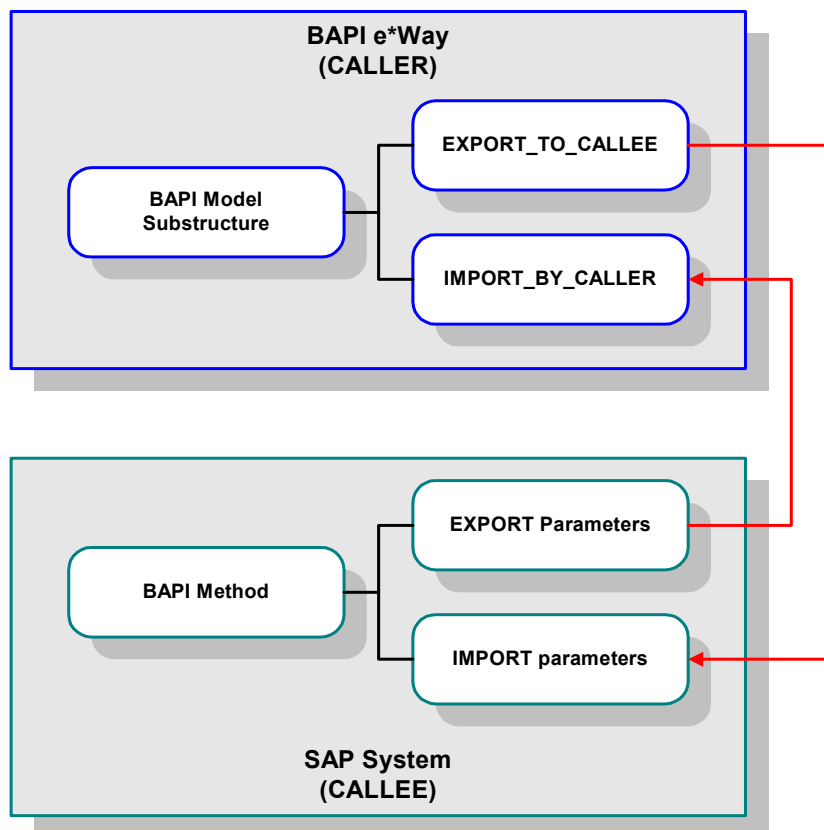 BAPI e*Way
(CALLER)
EXPORT_TO_CALLEE
BAPI Model
Substructure
IMPORT_BY_CALLER
EXPORT Parameters
BAPI Method
IMPORT parameters
SAP System
(CALLEE)